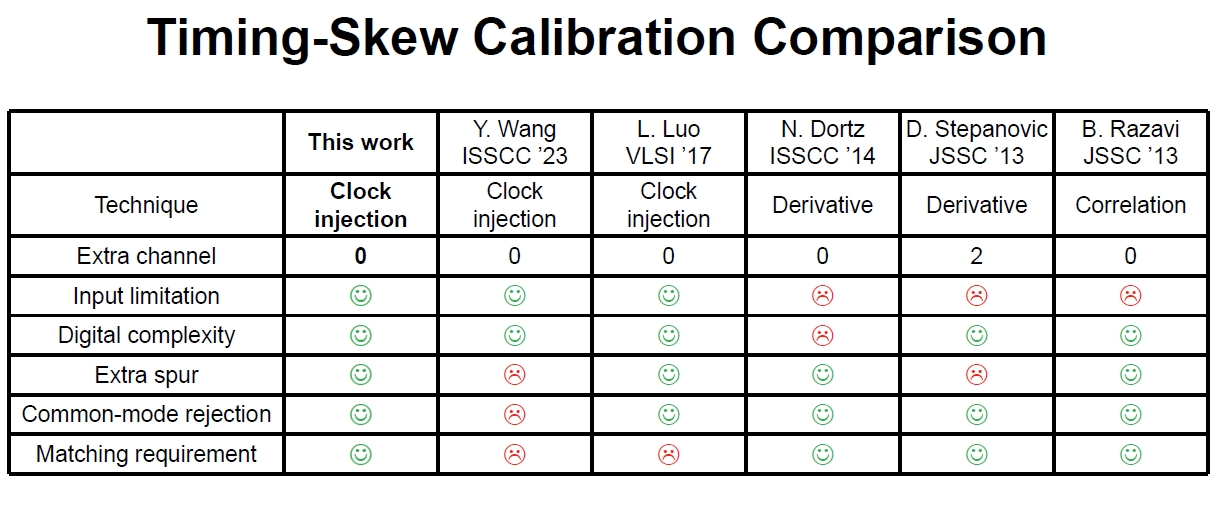 Timing-Skew Calibration Comparison
This work
Y. Wang
ISSCC ’23
L. Luo
VLSI ’17
N. Dortz
ISSCC ’14
D. Stepanovic
JSSC ’13
B. Razavi
JSSC ’13
Technique
Clock
injection
Clock
injection
Clock
injection
Derivative
Derivative
Correlation
Extra channel
0
0
0
0
2
0
Input limitation
Digital complexity
Extra spur
Common-mode rejection
Matching requirement